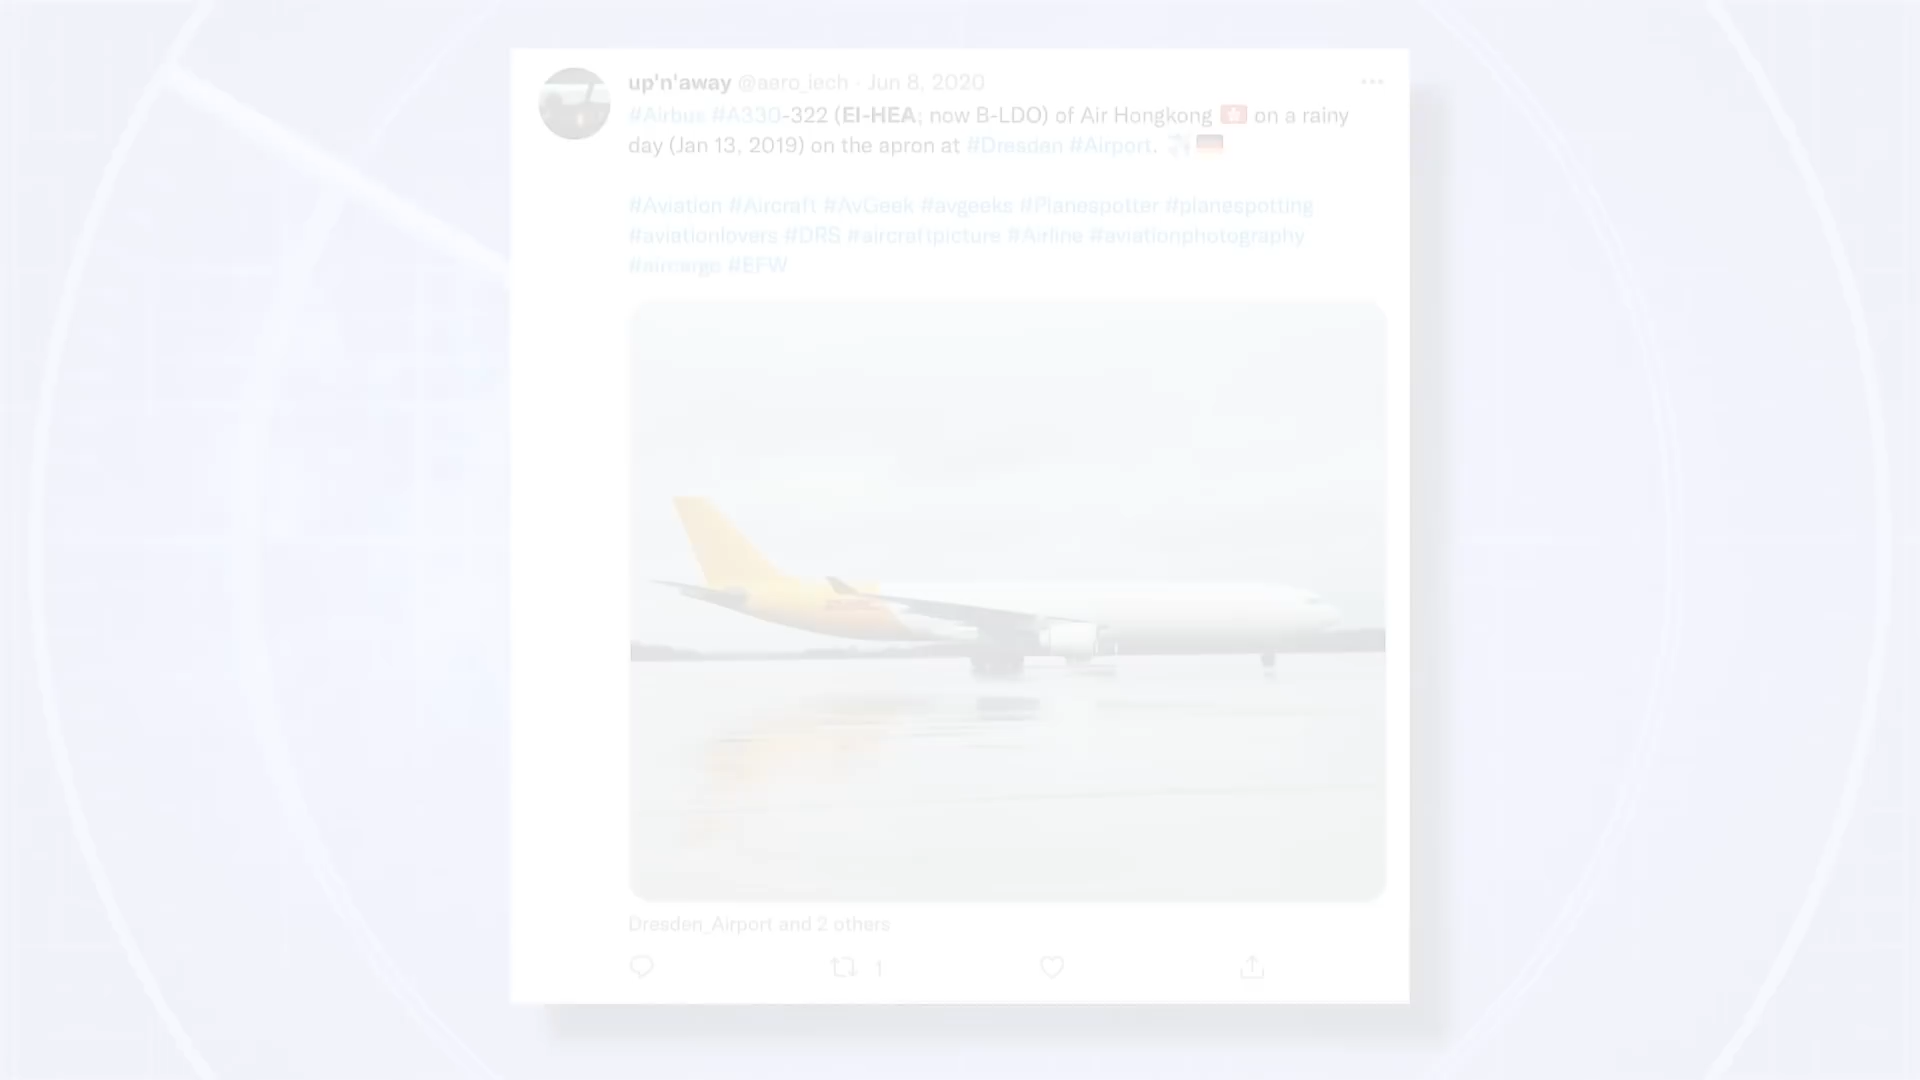 up'n'away @aero_iech · Jun 8, 2020
#Airbus #A330-322 (EI-HEA; now B-LDO) of Air Hongkong 🇭🇰 on a rainy
day (Jan 13, 2019) on the apron at #Dresden #Airport. ✈️ 🇩🇪
#Aviation #Aircraft #AvGeek #avgeeks #Planespotter #planespotting
#aviationlovers #DRS #aircraftpicture #Airline #aviationphotography
#aircargo #EFW
Dresden_Airport and 2 others
1